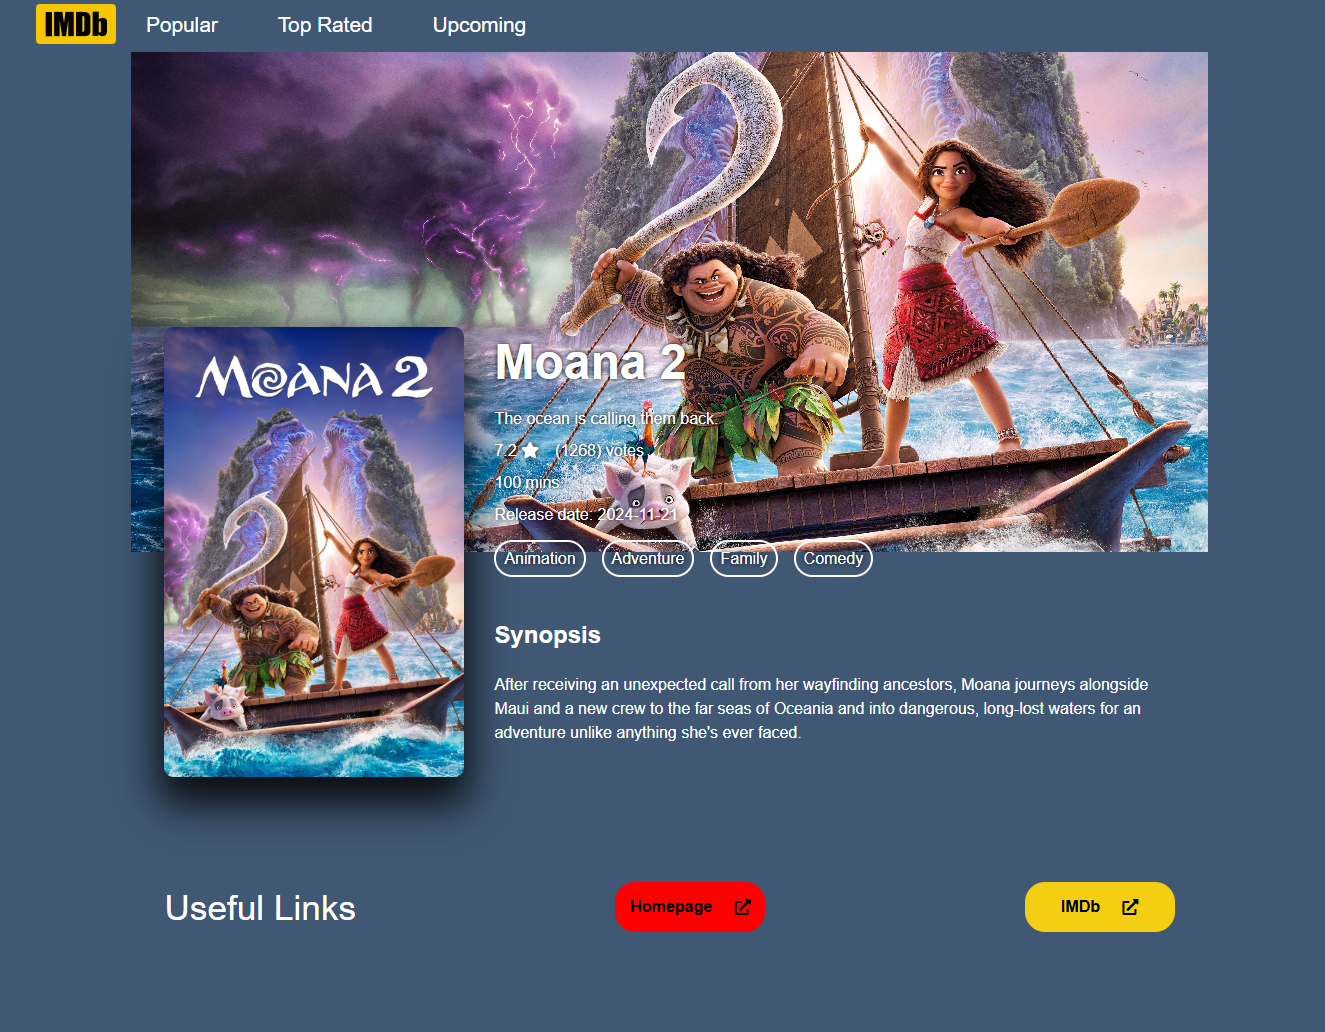 IMDb Popular Top Rated Upcoming
MOANA 2
Moana 2
The ocean is calling them back.
7.2 (1268) votes
100 mins
Release date: 2024-11-21
Animation Adventure Family Comedy
Synopsis
After receiving an unexpected call from her wayfinding ancestors, Moana journeys alongside
Maui and a new crew to the far seas of Oceania and into dangerous, long-lost waters for an
adventure unlike anything she's ever faced.
Useful Links Homepage IMDb